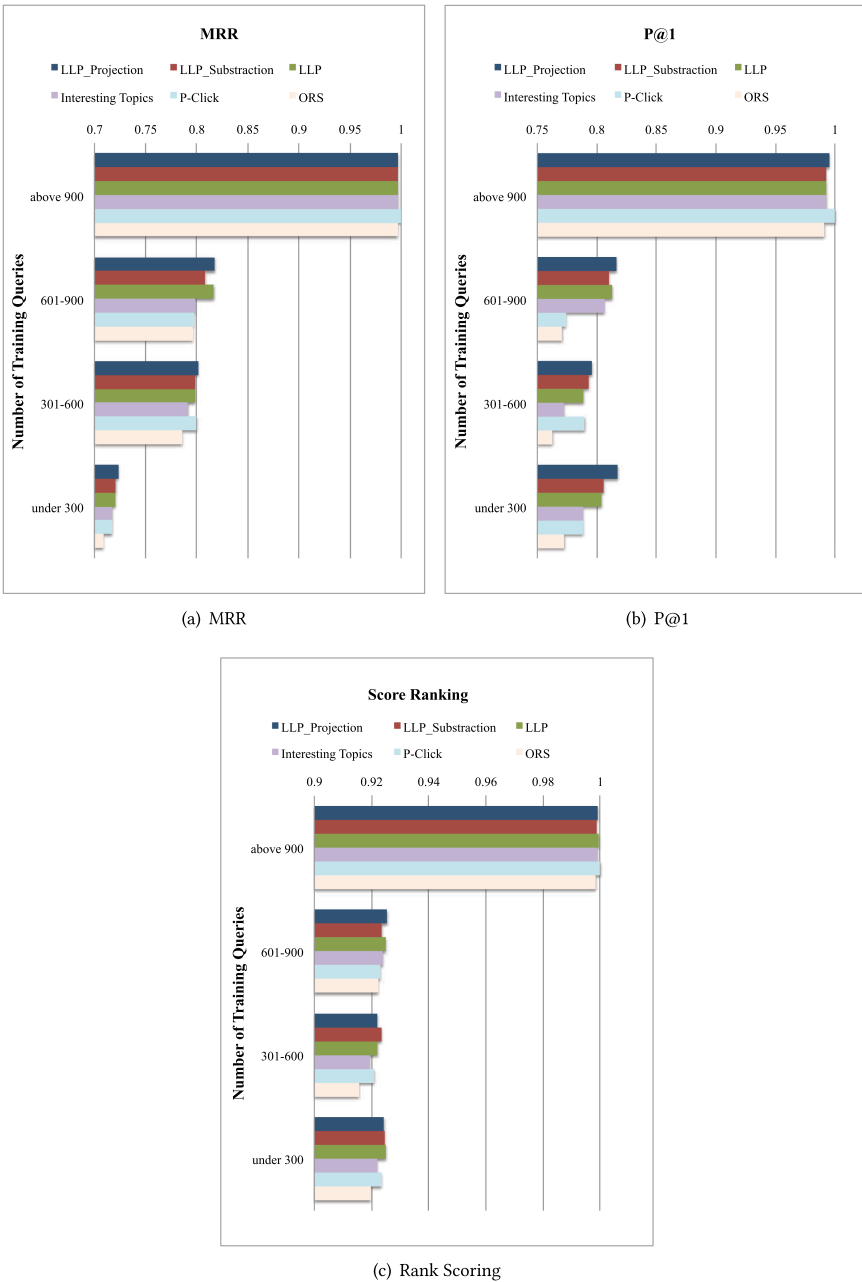 MRR
LLP_Projection LLP_Substraction LLP
Interesting Topics P-Click ORS
0.7 0.75 0.8 0.85 0.9 0.95 1
above 900
601-900
301-600
under 300
Number of Training Queries
(a) MRR
P@1
LLP_Projection LLP_Substraction LLP
Interesting Topics P-Click ORS
0.75 0.8 0.85 0.9 0.95 1
above 900
601-900
301-600
under 300
Number of Training Queries
(b) P@1
Score Ranking
LLP_Projection LLP_Substraction LLP
Interesting Topics P-Click ORS
0.9 0.92 0.94 0.96 0.98 1
above 900
601-900
301-600
under 300
Number of Training Queries
(c) Rank Scoring